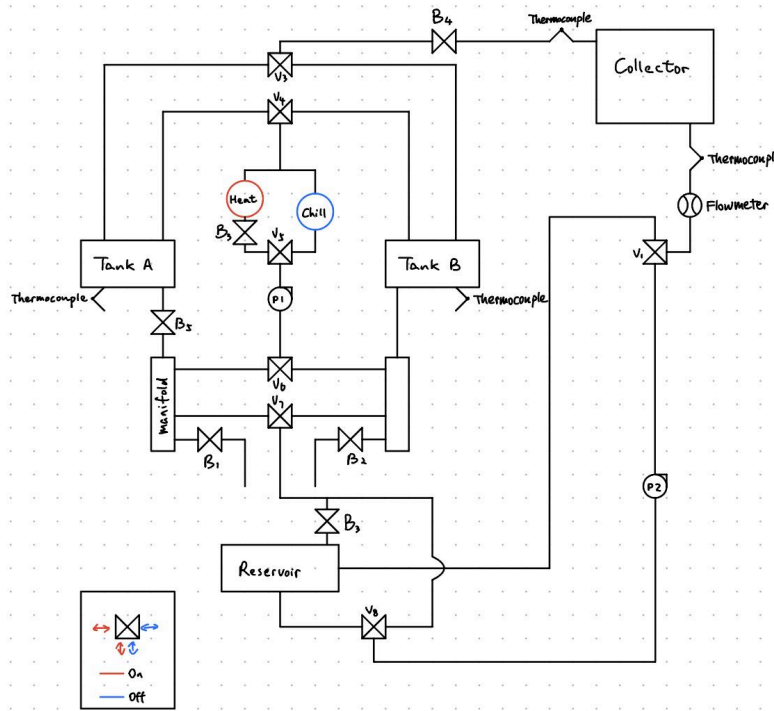 B4
Thermocouple
Collector
V3
V4
Thermocoupl
Heat
Chill
Flowmeter
B3
V5
V1
Tank A
Tank B
Thermocouple
P1
Thermocouple
B5
V6
manifold
V7
B1
B2
P2
B3
Reservoir
V8
On
Off